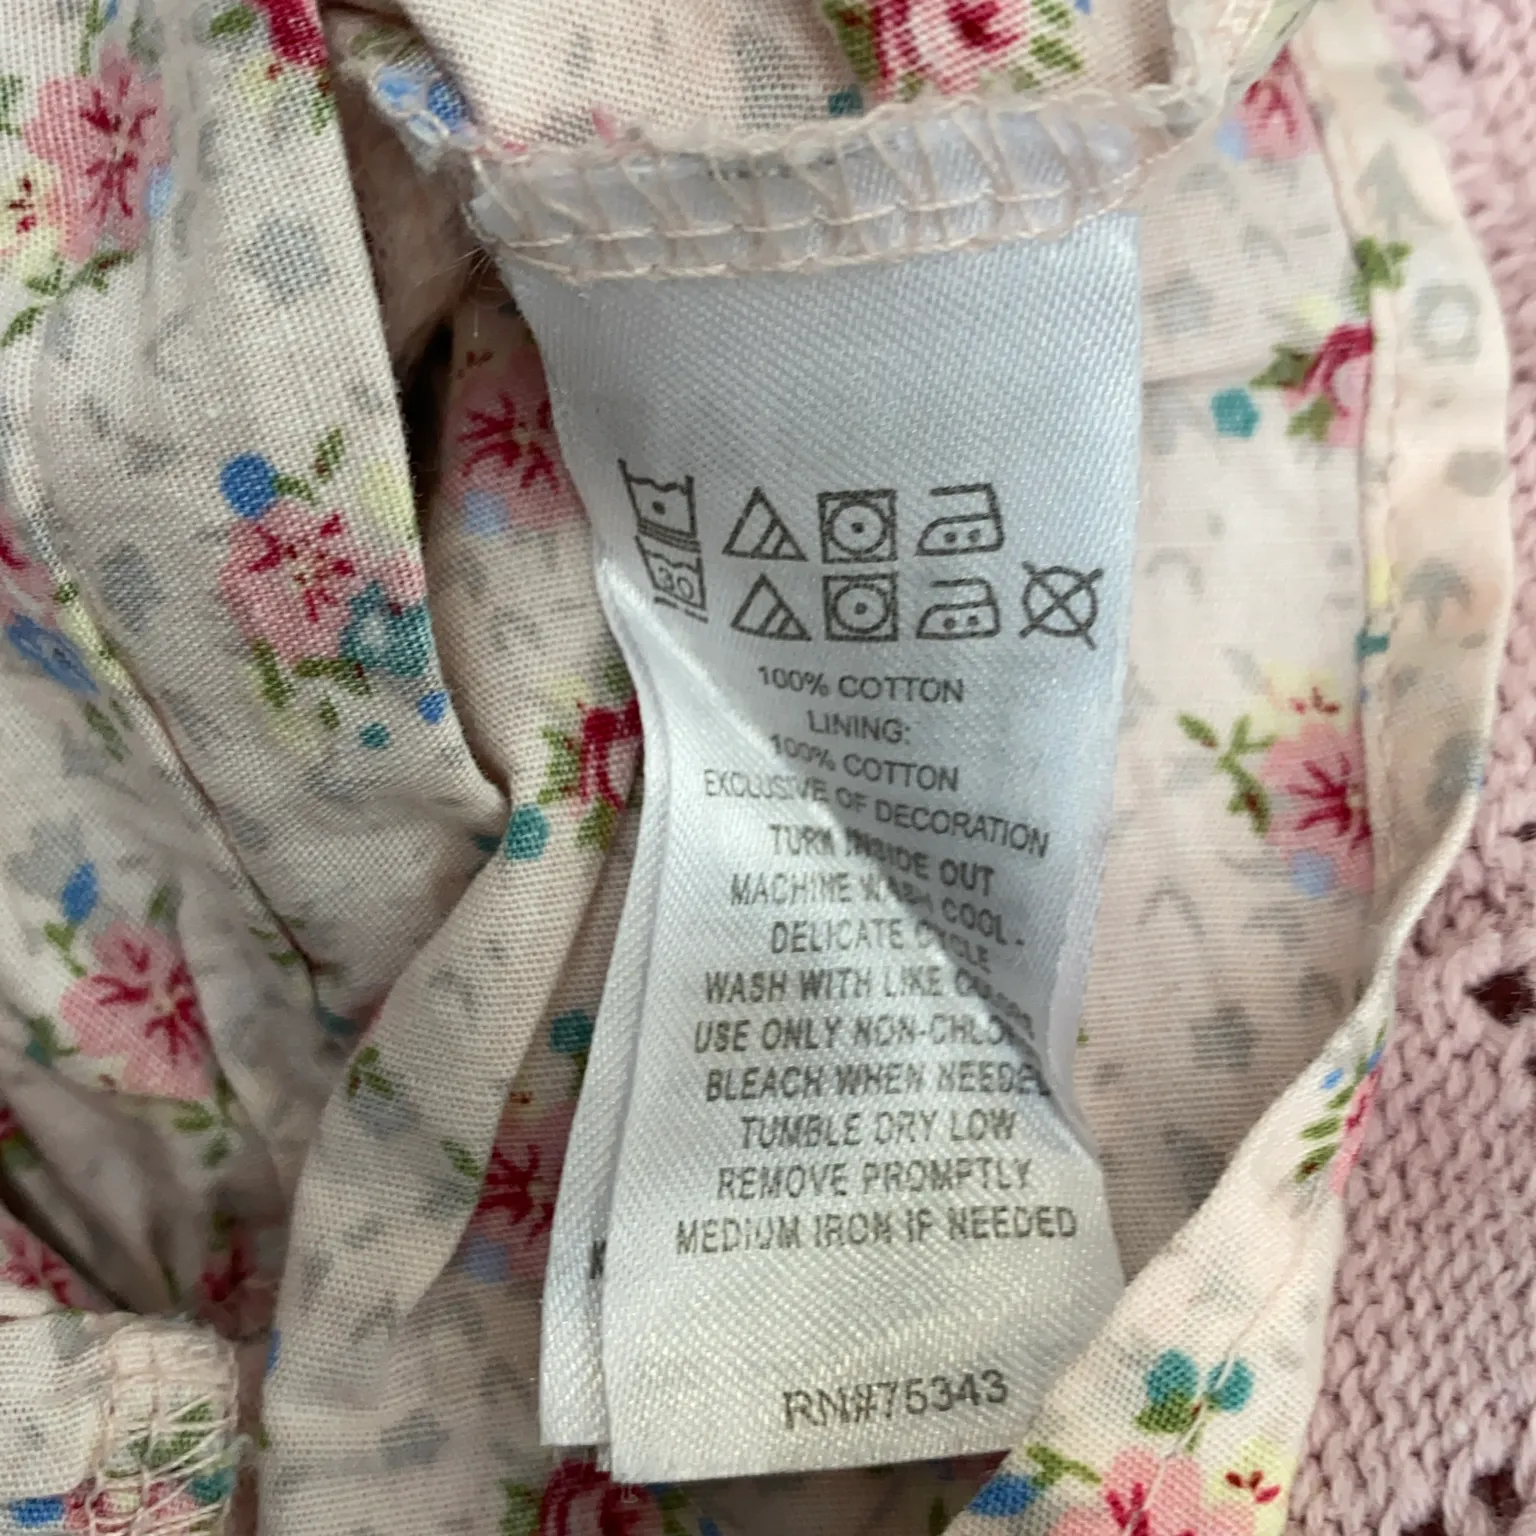 30
100% COTTON
LINING:
100% COTTON
EXCLUSIVE OF DECORATION
TURN INSIDE OUT
MACHINE WASH COOL -
DELICATE CYCLE
WASH WITH LIKE
USE ONLY
BLEACH WHEN NEEDED
TUMBLE DRY LOW
REMOVE PROMPTLY
MEDIUM IRON IF NEEDED
RN#75343